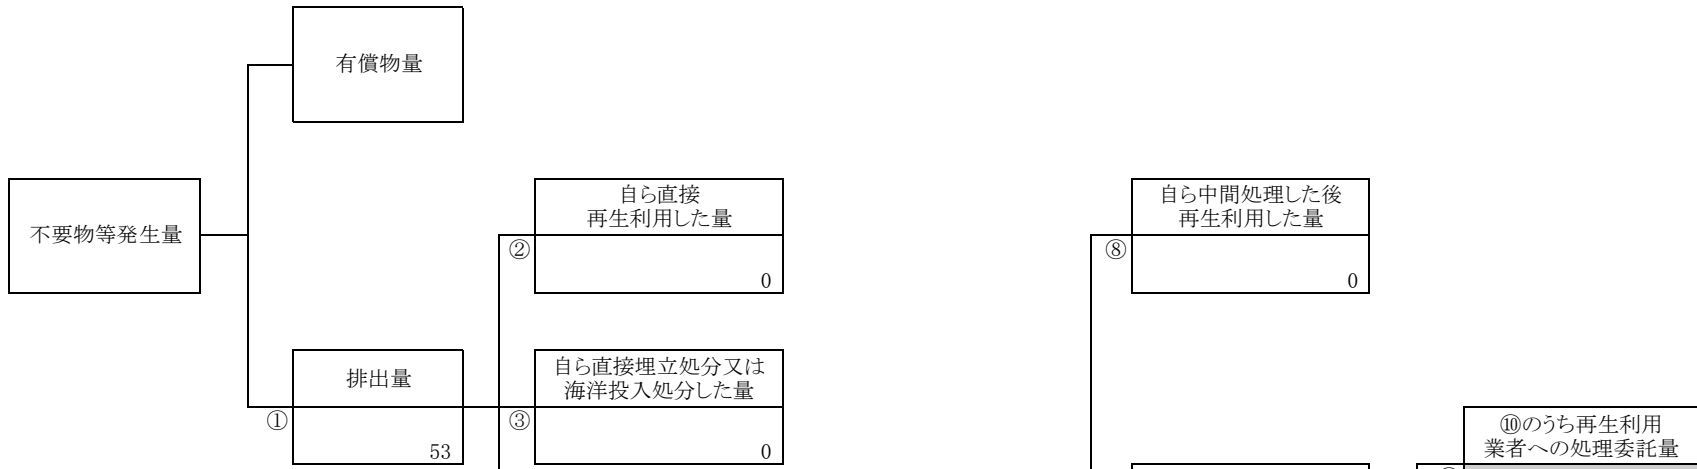 有償物量
不要物等発生量
自ら直接
再生利用した量
②
0
自ら中間処理した後
再生利用した量
⑧
0
排出量
①
53
自ら直接埋立処分又は
海洋投入処分した量
③
0
⑩のうち再生利用
業者への処理委託量